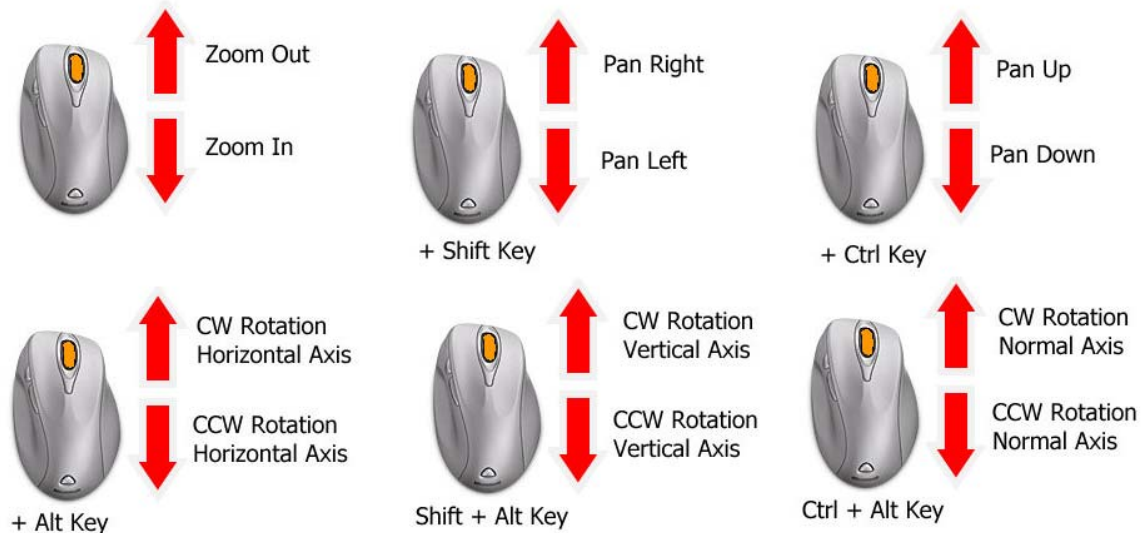 Zoom Out
Zoom In
Pan Right
Pan Left
+ Shift Key
Pan Up
Pan Down
+ Ctrl Key
CW Rotation
Horizontal Axis
CCW Rotation
Horizontal Axis
+ Alt Key
CW Rotation
Vertical Axis
CCW Rotation
Vertical Axis
Shift + Alt Key
CW Rotation
Normal Axis
CCW Rotation
Normal Axis
Ctrl + Alt Key